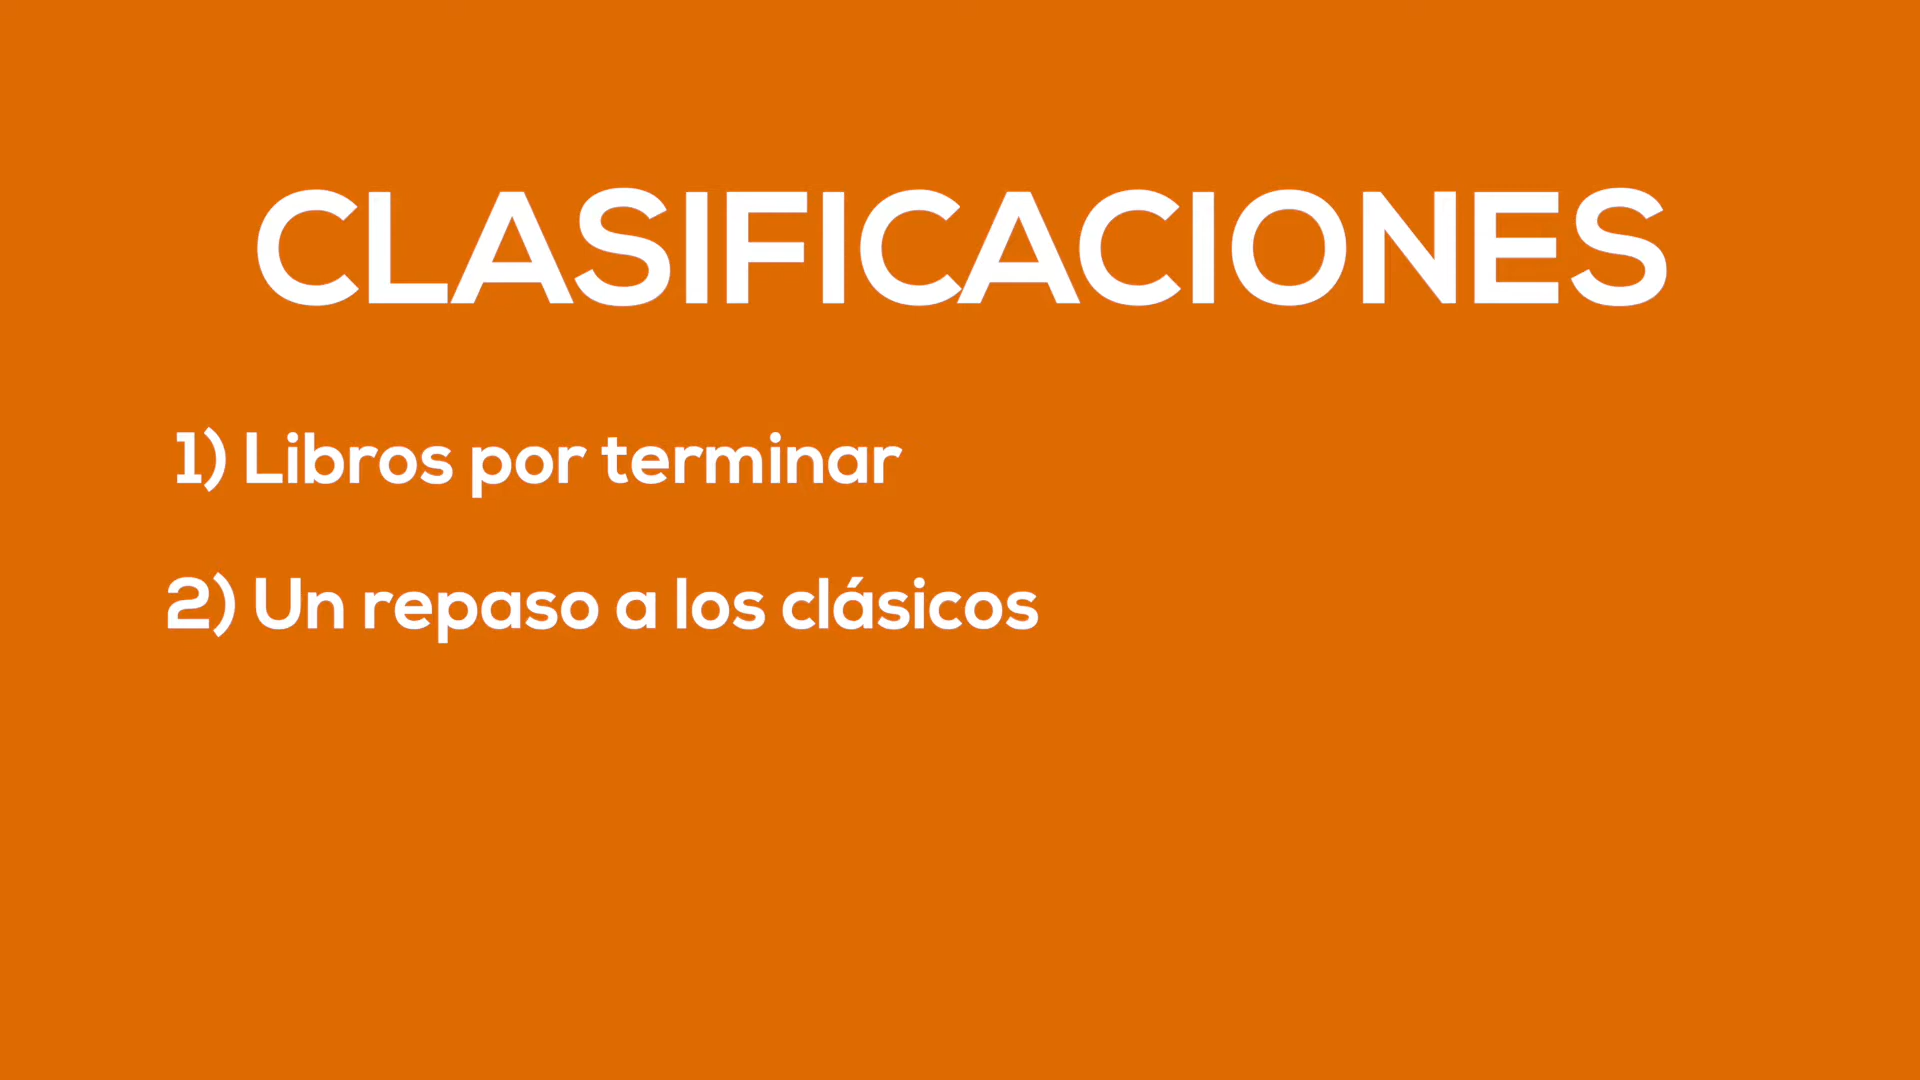 CLASIFICACIONES
1) Libros por terminar
2) Un repaso a los clásicos